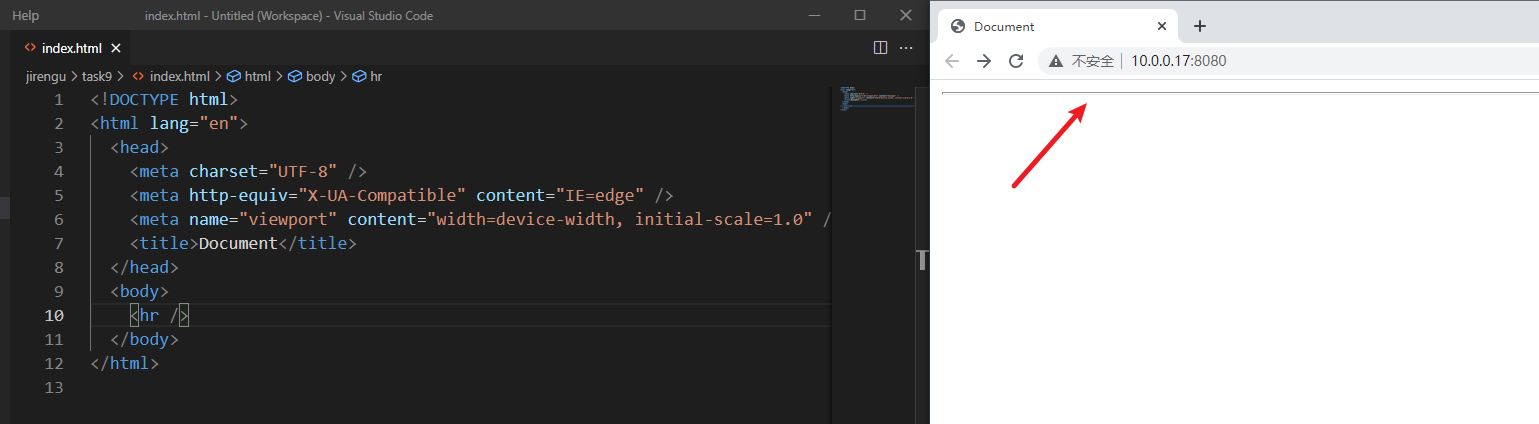 Help index.html - Untitled (Workspace) - Visual Studio Code
index.html
jirengu > task9 > index.html > html > body > hr
1 <!DOCTYPE html>
2 <html lang="en">
3 <head>
4 <meta charset="UTF-8" />
5 <meta http-equiv="X-UA-Compatible" content="IE=edge" />
6 <meta name="viewport" content="width=device-width, initial-scale=1.0" /
7 <title>Document</title>
8 </head>
9 <body>
10 <hr />
11 </body>
12 </html>
13
Document
不安全 | 10.0.0.17:8080